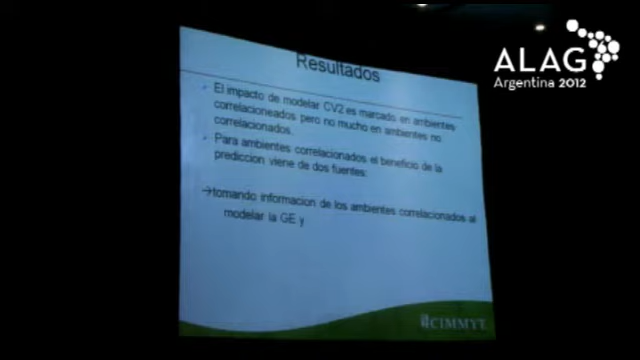 ALAG
Argentina 2012
Resultados
El impacto de modelar CV2 es marcado en ambientes
correlacioneados pero no mucho en ambientes no
correlacionados.
Para ambientes correlacionados el beneficio de la
prediccion viene de dos fuentes:
→tomando informacion de los ambientes correlacionados al
modelar la GE y
CIMMYT